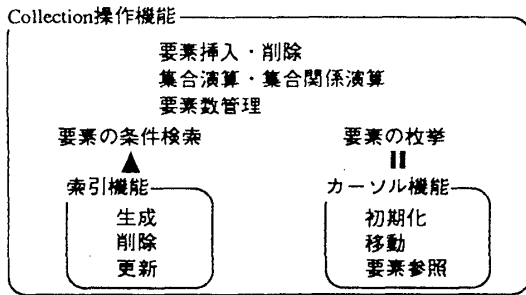 Collection操作機能
要素挿入・削除
集合演算・集合関係演算
要素数管理
要素の条件検索
要素の枚挙
索引機能
カーソル機能
生成
削除
更新
初期化
移動
要素参照